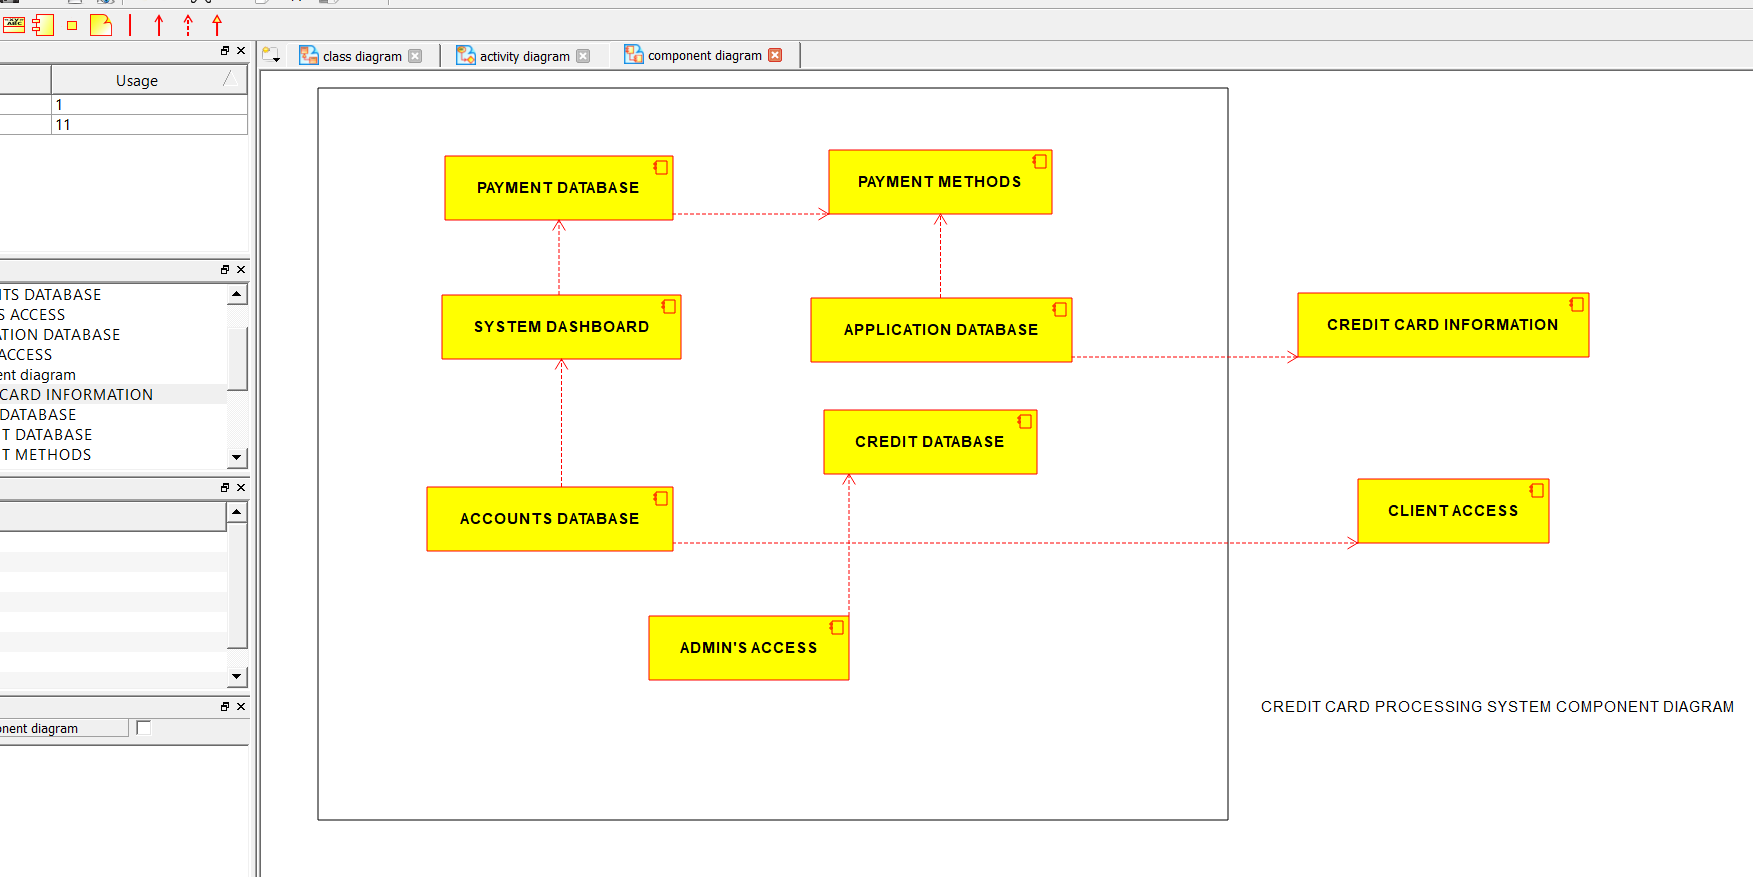 class diagram
activity diagram
component diagram
Usage
1
11
ITS DATABASE
S ACCESS
ATION DATABASE
ACCESS
ent diagram
CARD INFORMATION
DATABASE
T DATABASE
T METHODS
onent diagram
PAYMENT DATABASE
PAYMENT METHODS
SYSTEM DASHBOARD
APPLICATION DATABASE
CREDIT CARD INFORMATION
CREDIT DATABASE
ACCOUNTS DATABASE
CLIENT ACCESS
ADMIN'S ACCESS
CREDIT CARD PROCESSING SYSTEM COMPONENT DIAGRAM